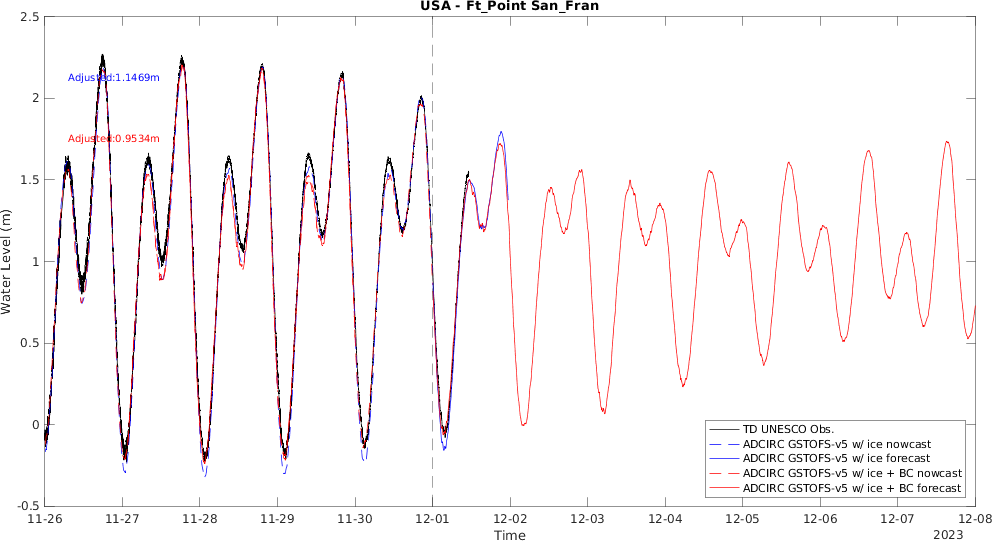 USA - Ft_Point San_Fran
2.5
2
1.5
1
0.5
0
-0.5
Water Level (m)
Adjusted:1.1469m
Adjusted:0.9534m
TD UNESCO Obs.
ADCIRC GSTOFS-v5 w/ ice nowcast
ADCIRC GSTOFS-v5 w/ ice forecast
ADCIRC GSTOFS-v5 w/ ice + BC nowcast
ADCIRC GSTOFS-v5 w/ ice + BC forecast
11-26 11-27 11-28 11-29 11-30 12-01 12-02 12-03 12-04 12-05 12-06 12-07 12-08
Time
2023